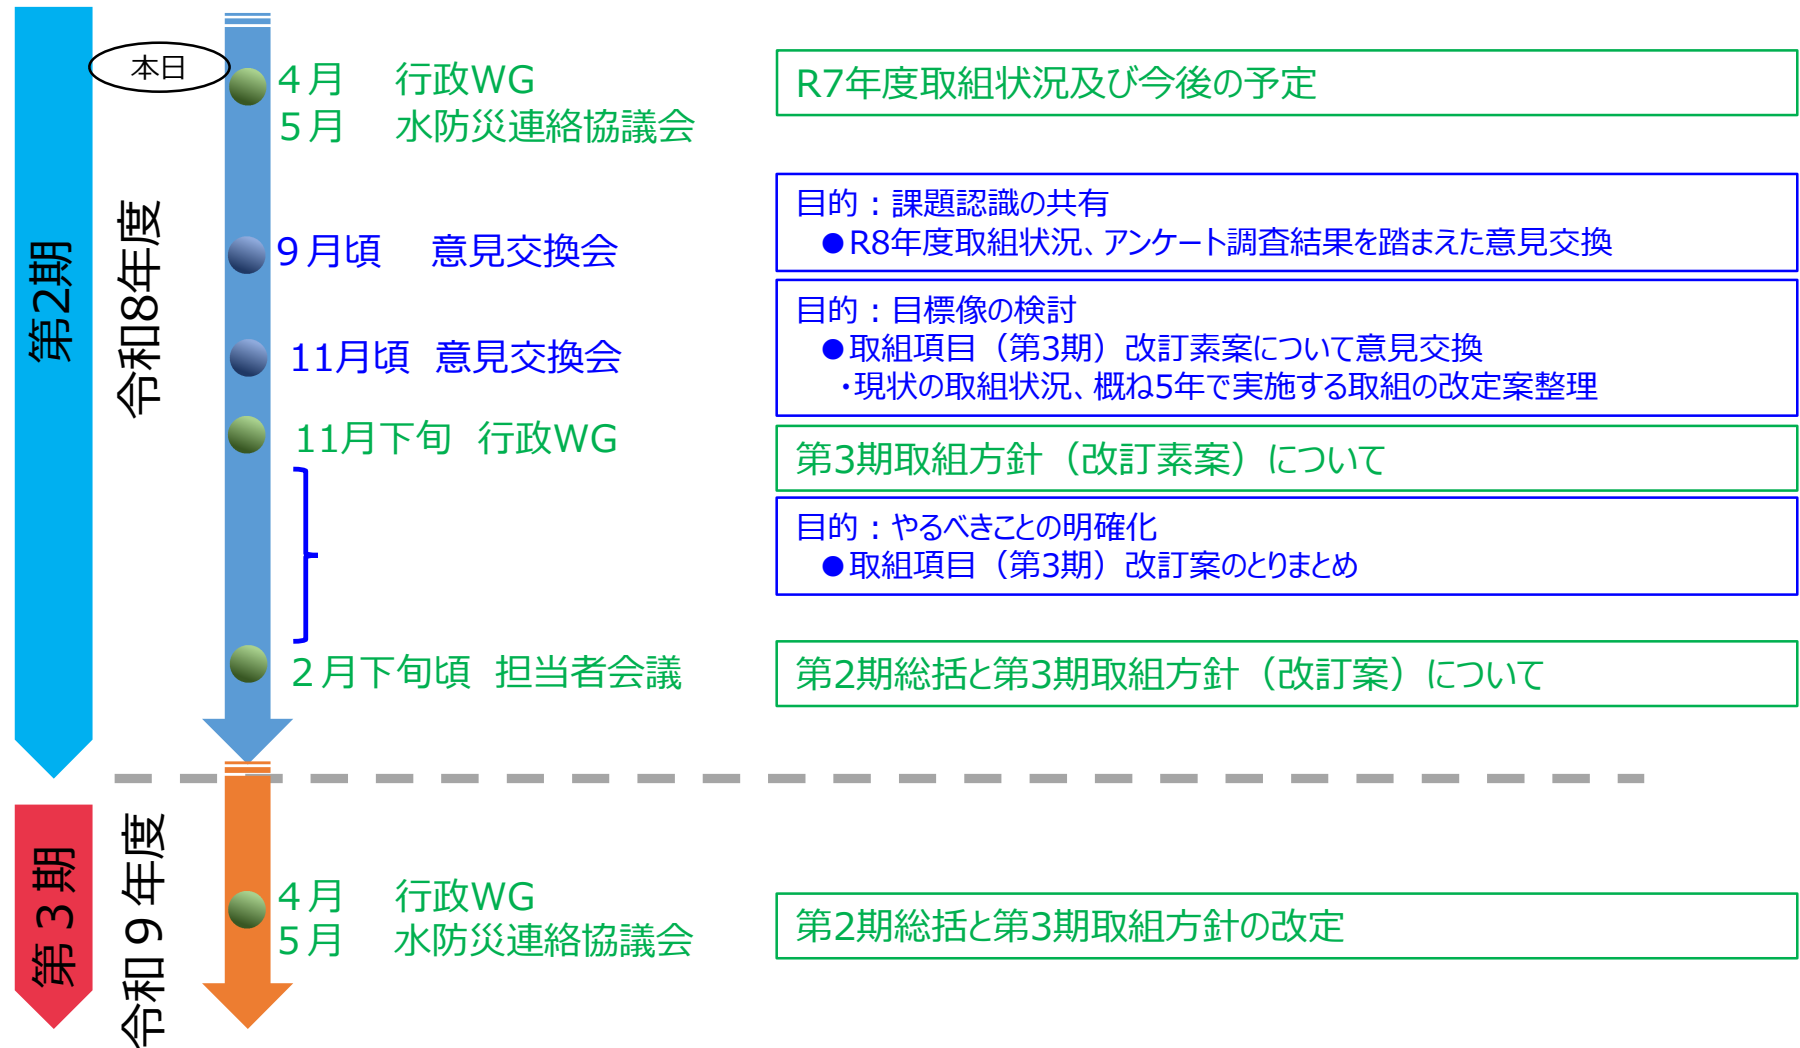 第2期
令和8年度
本日
４月　行政WG
５月　水防災連絡協議会
R7年度取組状況及び今後の予定
９月頃　意見交換会
目的：課題認識の共有
●R8年度取組状況、アンケート調査結果を踏まえた意見交換
11月頃　意見交換会
目的：目標像の検討
●取組項目（第3期）改訂素案について意見交換
・現状の取組状況、概ね5年で実施する取組の改定案整理
11月下旬　行政WG
第3期取組方針（改訂素案）について
目的：やるべきことの明確化
●取組項目（第3期）改訂案のとりまとめ
２月下旬頃　担当者会議
第2期総括と第3期取組方針（改訂案）について
第３期
令和９年度
４月　行政WG
５月　水防災連絡協議会
第2期総括と第3期取組方針の改定